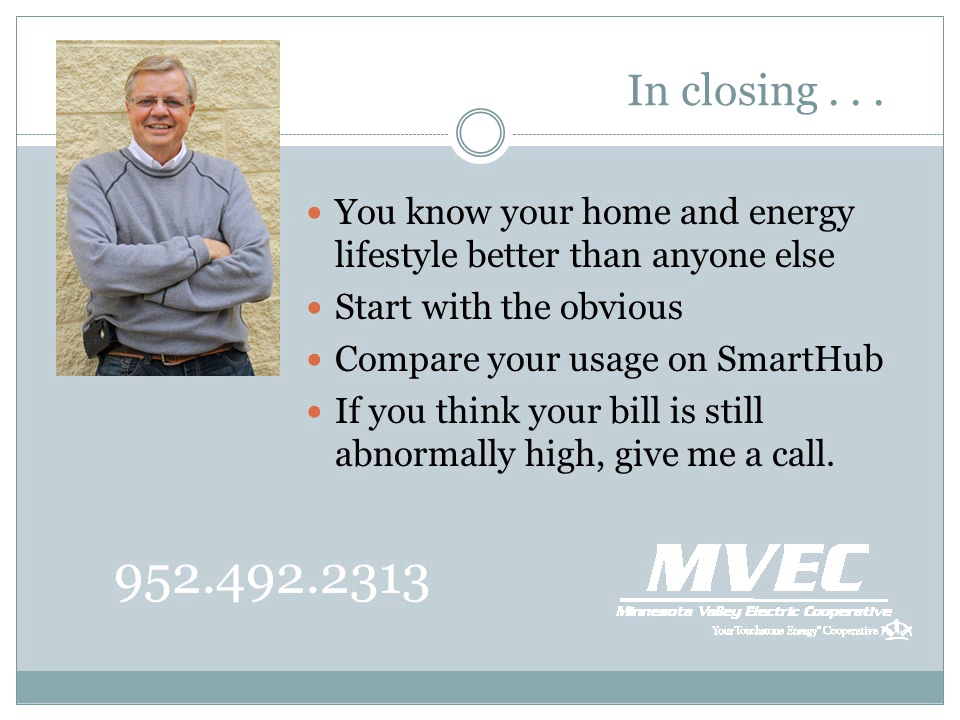 In closing . . .
You know your home and energy
lifestyle better than anyone else
Start with the obvious
Compare your usage on SmartHub
If you think your bill is still
abnormally high, give me a call.
952.492.2313
MVEC
Minnesota Valley Electric Cooperative
Your Touchstone Energy® Cooperative